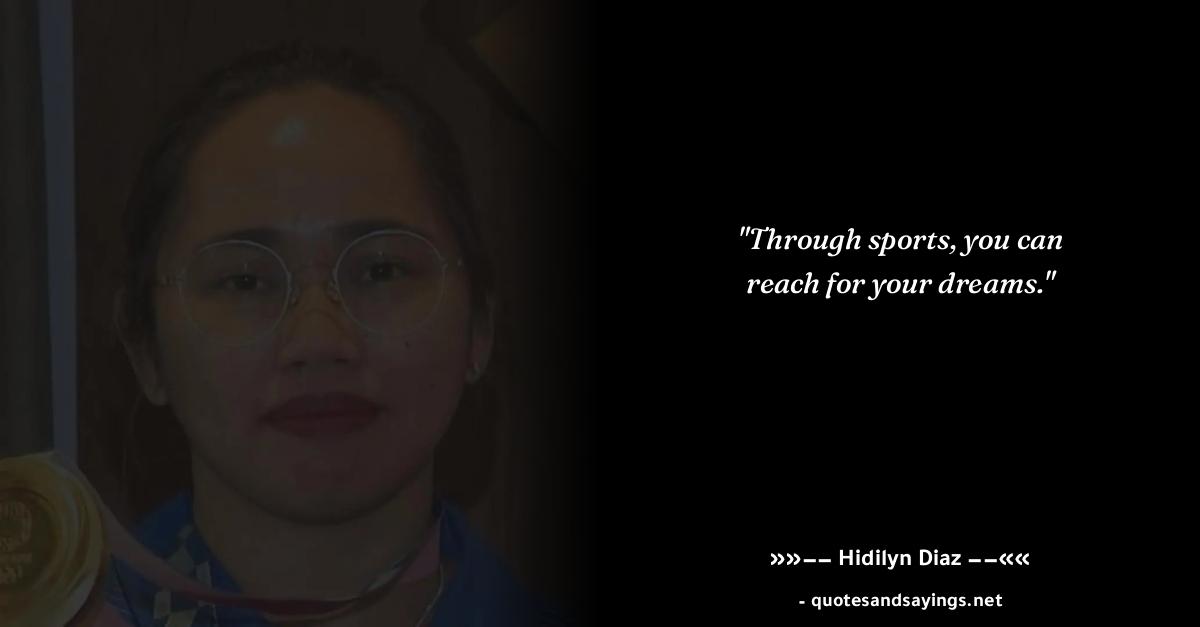 "Through sports, you can
reach for your dreams."
»»–– Hidilyn Diaz ––««
- quotesandsayings.net